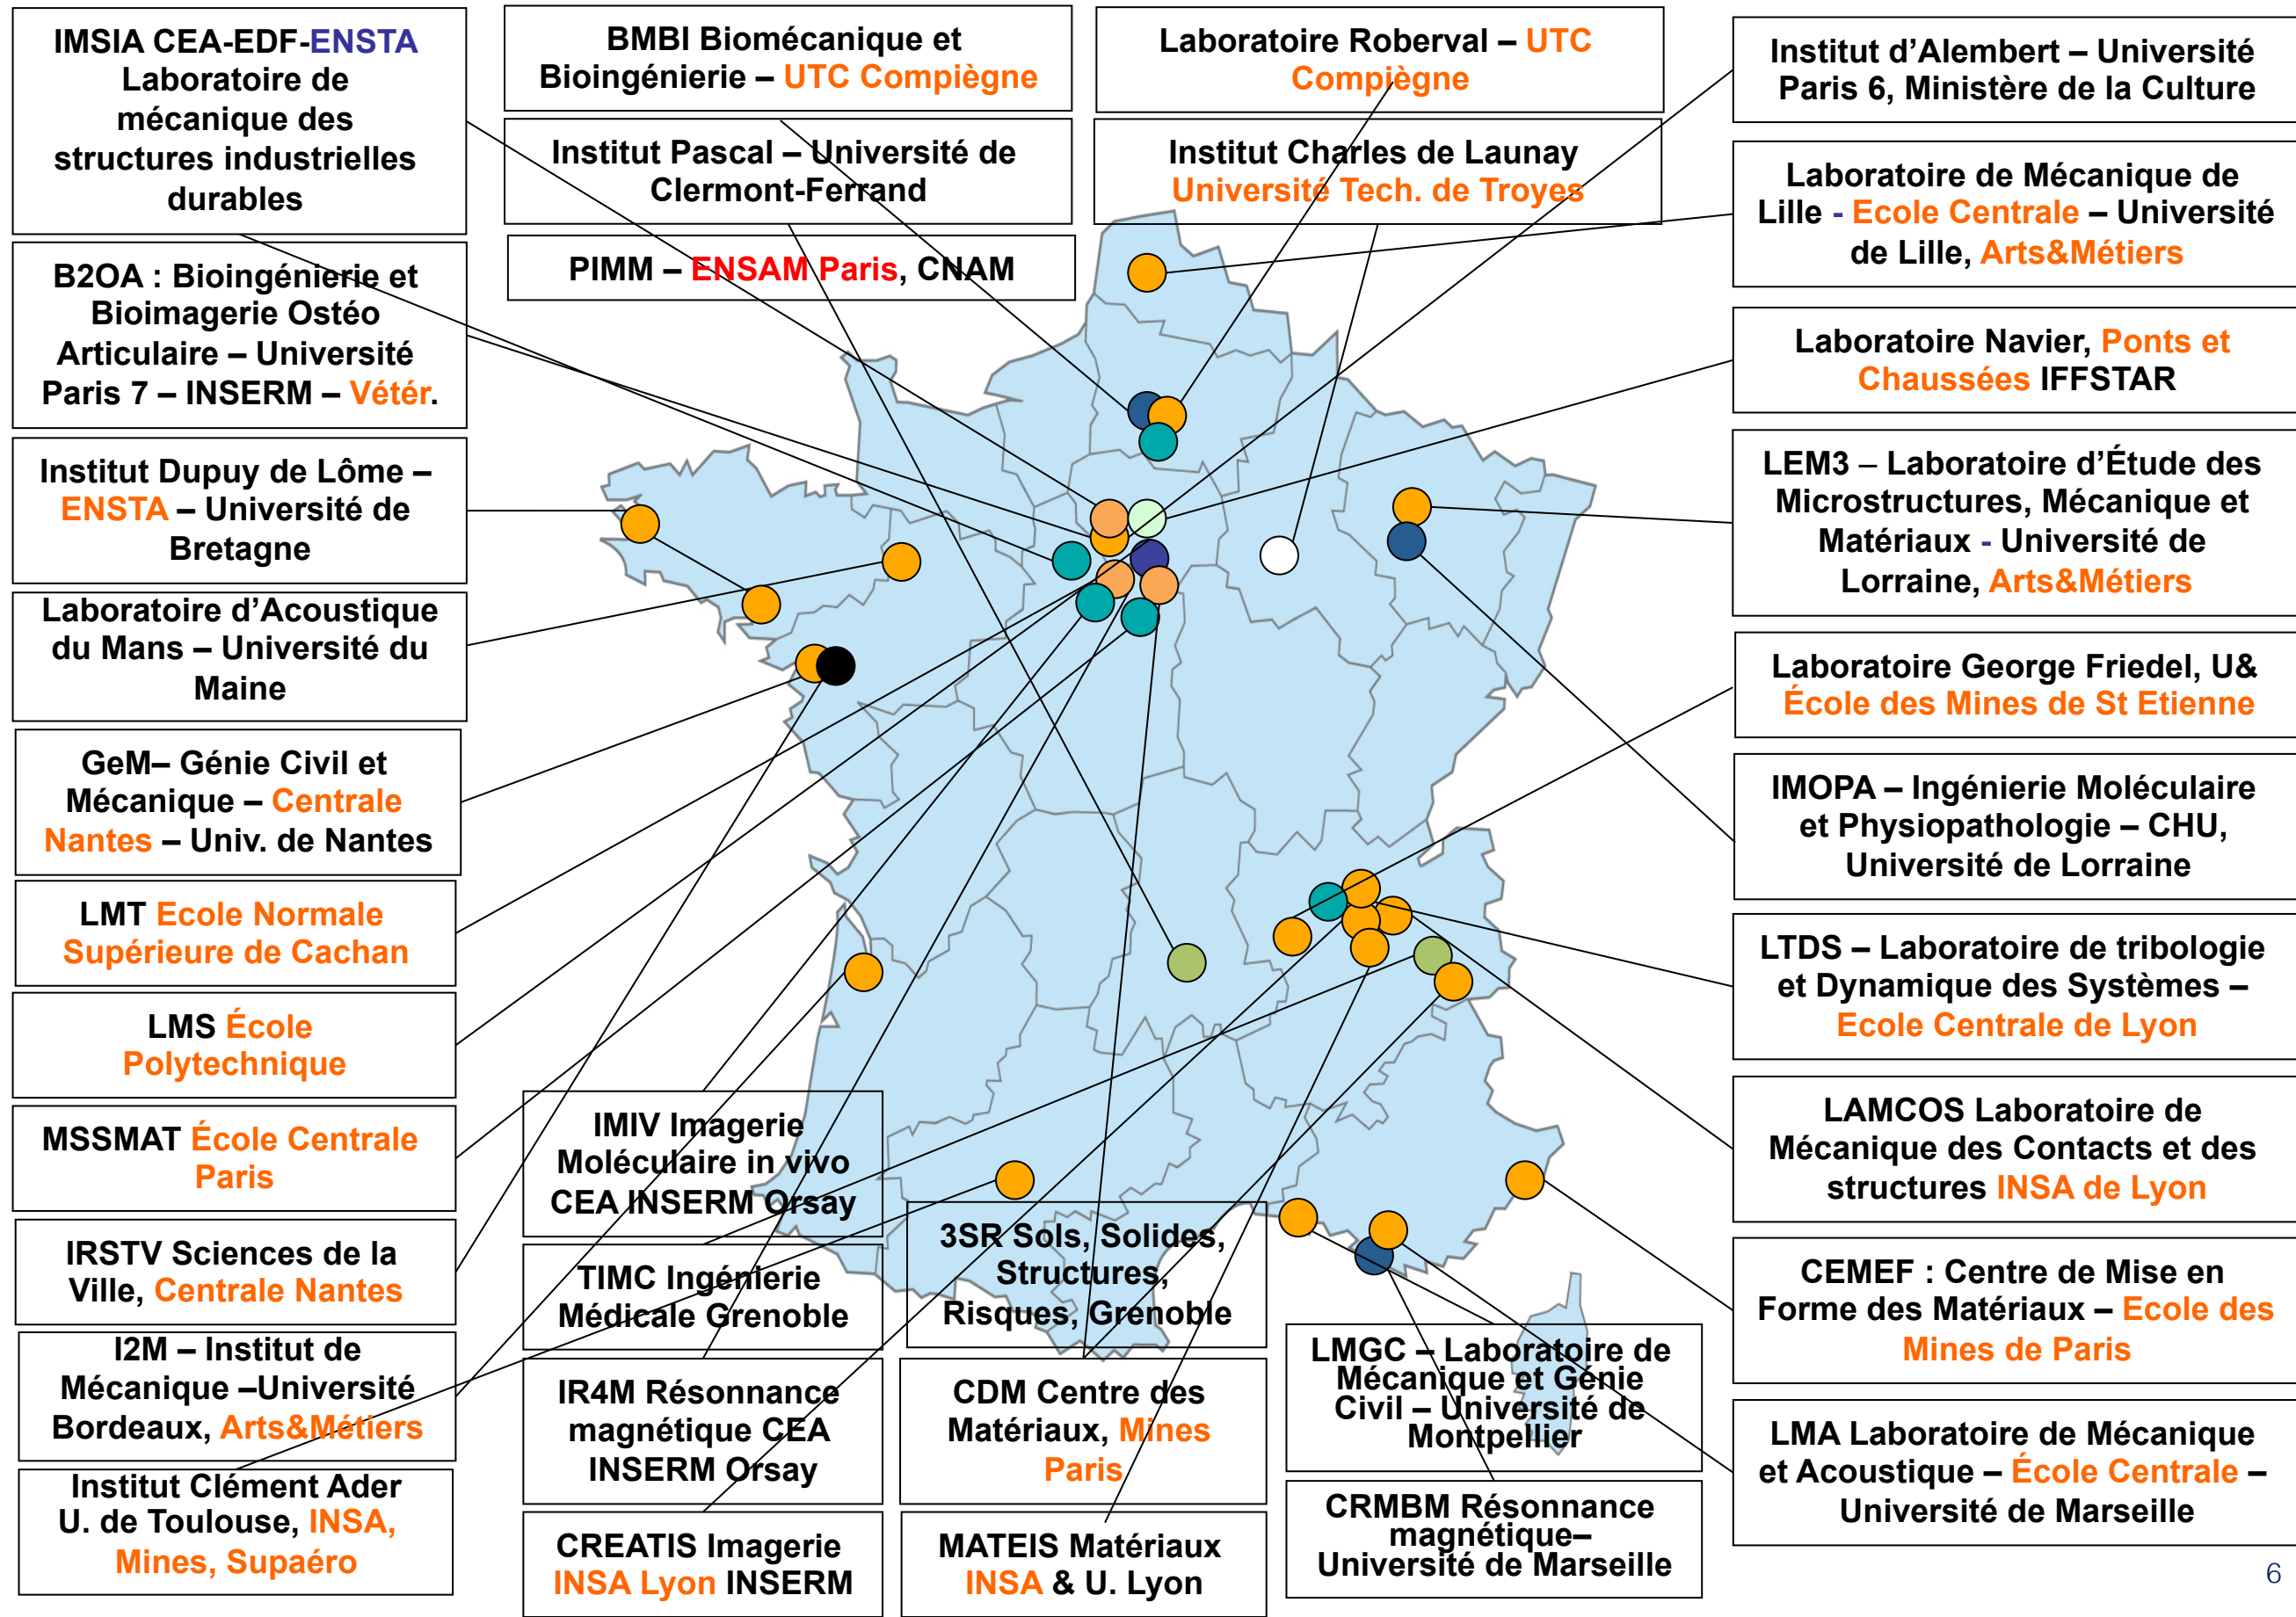 IMSIA CEA-EDF-ENSTA
Laboratoire de
mécanique des
structures industrielles
durables
B2OA : Bioingénierie et
Bioimagerie Ostéo
Articulaire – Université
Paris 7 – INSERM – Vétér.
Institut Dupuy de Lôme –
ENSTA – Université de
Bretagne
Laboratoire d’Acoustique
du Mans – Université du
Maine
GeM– Génie Civil et
Mécanique – Centrale
Nantes – Univ. de Nantes
LMT Ecole Normale
Supérieure de Cachan
LMS École
Polytechnique
MSSMAT École Centrale
Paris
IRSTV Sciences de la
Ville, Centrale Nantes
I2M – Institut de
Mécanique –Université
Bordeaux, Arts&Métiers
Institut Clément Ader
U. de Toulouse, INSA,
Mines, Supaéro
BMBI Biomécanique et
Bioingénierie – UTC Compiègne
Institut Pascal – Université de
Clermont-Ferrand
PIMM – ENSAM Paris, CNAM
Laboratoire Roberval – UTC
Compiègne
Institut Charles de Launay
Université Tech. de Troyes
IMIV Imagerie
Moléculaire in vivo
CEA INSERM Orsay
TIMC Ingénierie
Médicale Grenoble
IR4M Résonnance
magnétique CEA
INSERM Orsay
CREATIS Imagerie
INSA Lyon INSERM
3SR Sols, Solides,
Structures,
Risques, Grenoble
CDM Centre des
Matériaux, Mines
Paris
MATEIS Matériaux
INSA & U. Lyon
LMGC – Laboratoire de
Mécanique et Génie
Civil – Université de
Montpellier
CRMBM Résonnance
magnétique–
Université de Marseille
Institut d’Alembert – Université
Paris 6, Ministère de la Culture
Laboratoire de Mécanique de
Lille - Ecole Centrale – Université
de Lille, Arts&Métiers
Laboratoire Navier, Ponts et
Chaussées IFFSTAR
LEM3 – Laboratoire d’Étude des
Microstructures, Mécanique et
Matériaux - Université de
Lorraine, Arts&Métiers
Laboratoire George Friedel, U&
École des Mines de St Etienne
IMOPA – Ingénierie Moléculaire
et Physiopathologie – CHU,
Université de Lorraine
LTDS – Laboratoire de tribologie
et Dynamique des Systèmes –
Ecole Centrale de Lyon
LAMCOS Laboratoire de
Mécanique des Contacts et des
structures INSA de Lyon
CEMEF : Centre de Mise en
Forme des Matériaux – Ecole des
Mines de Paris
LMA Laboratoire de Mécanique
et Acoustique – École Centrale –
Université de Marseille
6